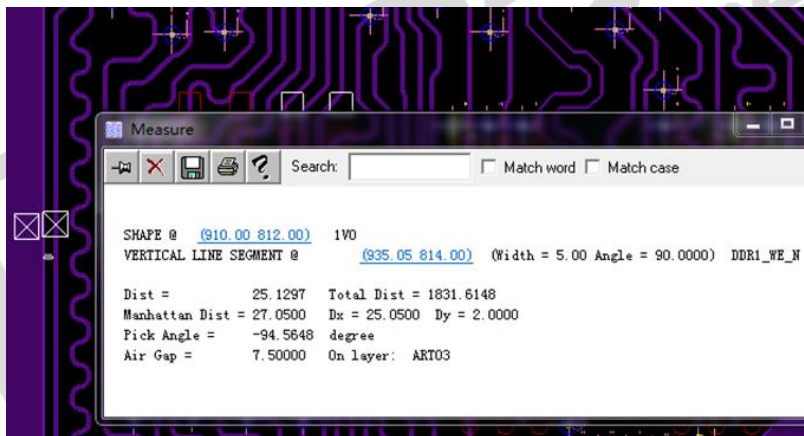 Measure
Search: Match word Match case
SHAPE @ (910.00 812.00) 1V0
VERTICAL LINE SEGMENT @ (935.05 814.00) (Width = 5.00 Angle = 90.0000) DDR1_WE_N
Dist = 25.1297 Total Dist = 1831.6148
Manhattan Dist = 27.0500 Dx = 25.0500 Dy = 2.0000
Pick Angle = -94.5648 degree
Air Gap = 7.50000 On layer: ART03